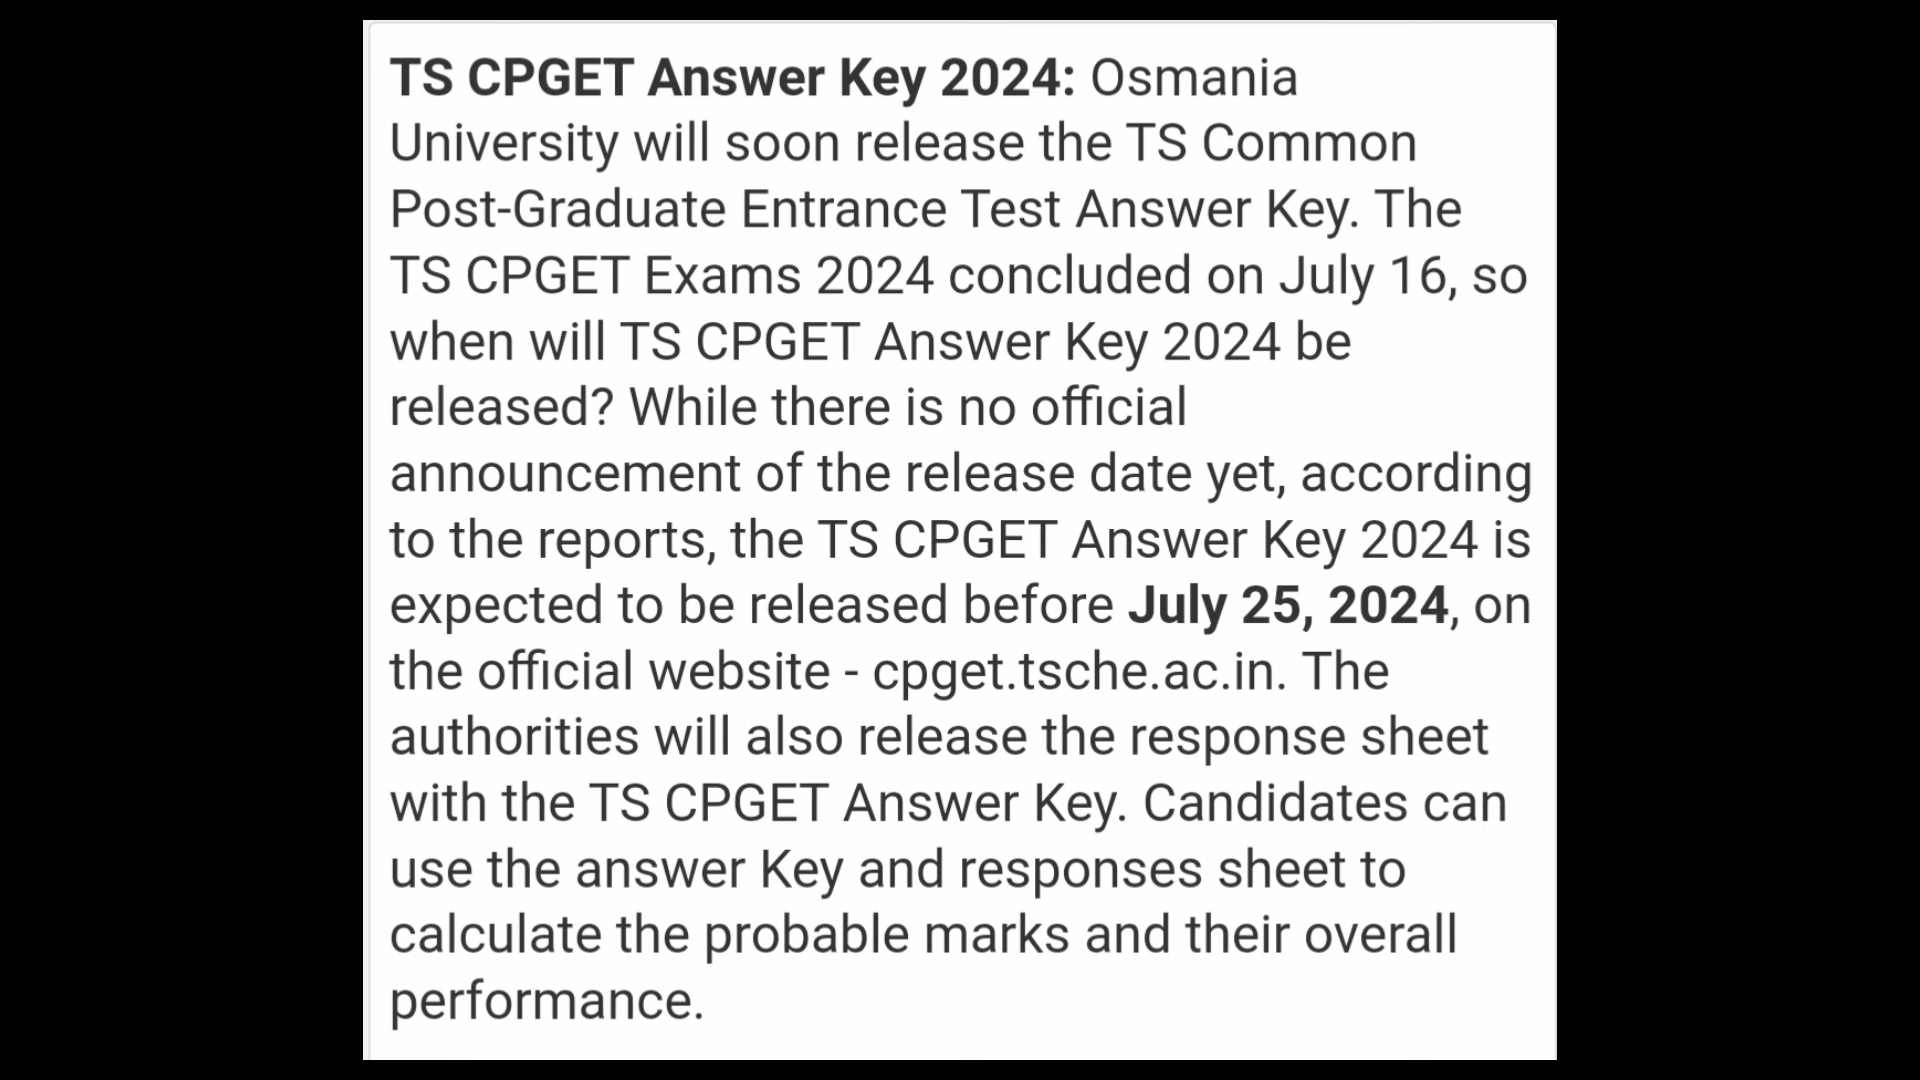 TS CPGET Answer Key 2024: Osmania
University will soon release the TS Common
Post-Graduate Entrance Test Answer Key. The
TS CPGET Exams 2024 concluded on July 16, so
when will TS CPGET Answer Key 2024 be
released? While there is no official
announcement of the release date yet, according
to the reports, the TS CPGET Answer Key 2024 is
expected to be released before July 25, 2024, on
the official website - cpget.tsche.ac.in. The
authorities will also release the response sheet
with the TS CPGET Answer Key. Candidates can
use the answer Key and responses sheet to
calculate the probable marks and their overall
performance.